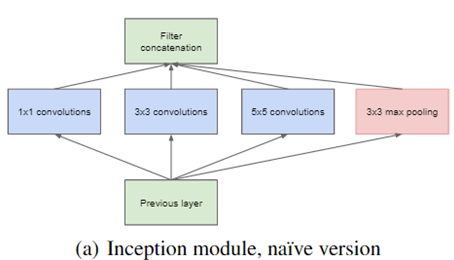 Filter
concatenation
1x1 convolutions
3x3 convolutions
5x5 convolutions
3x3 max pooling
Previous layer
(a) Inception module, naïve version